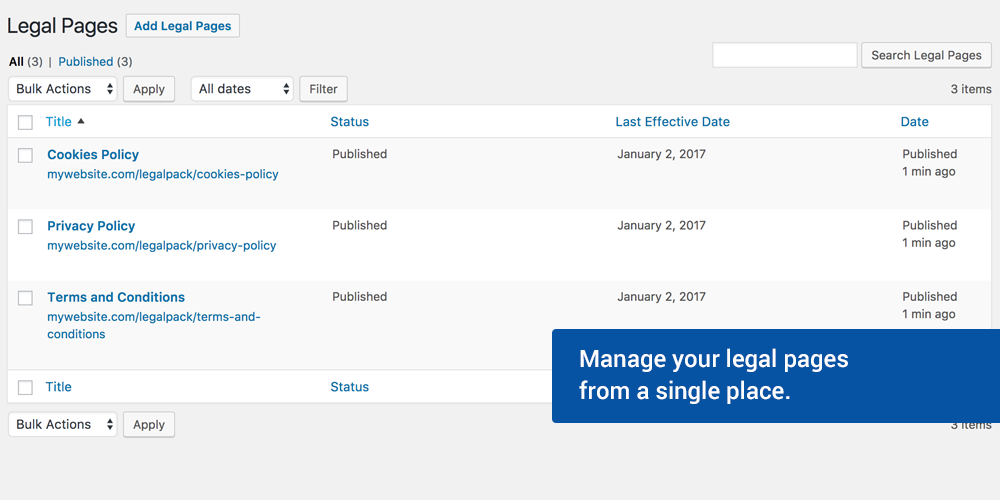 Legal Pages Add Legal Pages
All (3) | Published (3) Search Legal Pages
Bulk Actions Apply All dates Filter 3 items
Title Status Last Effective Date Date
Cookies Policy Published January 2, 2017 Published
mywebsite.com/legalpack/cookies-policy 1 min ago
Privacy Policy Published January 2, 2017 Published
mywebsite.com/legalpack/privacy-policy 1 min ago
Terms and Conditions Published January 2, 2017 Published
mywebsite.com/legalpack/terms-and- 1 min ago
conditions
Manage your legal pages
from a single place.
Title Status
Bulk Actions Apply 3 items